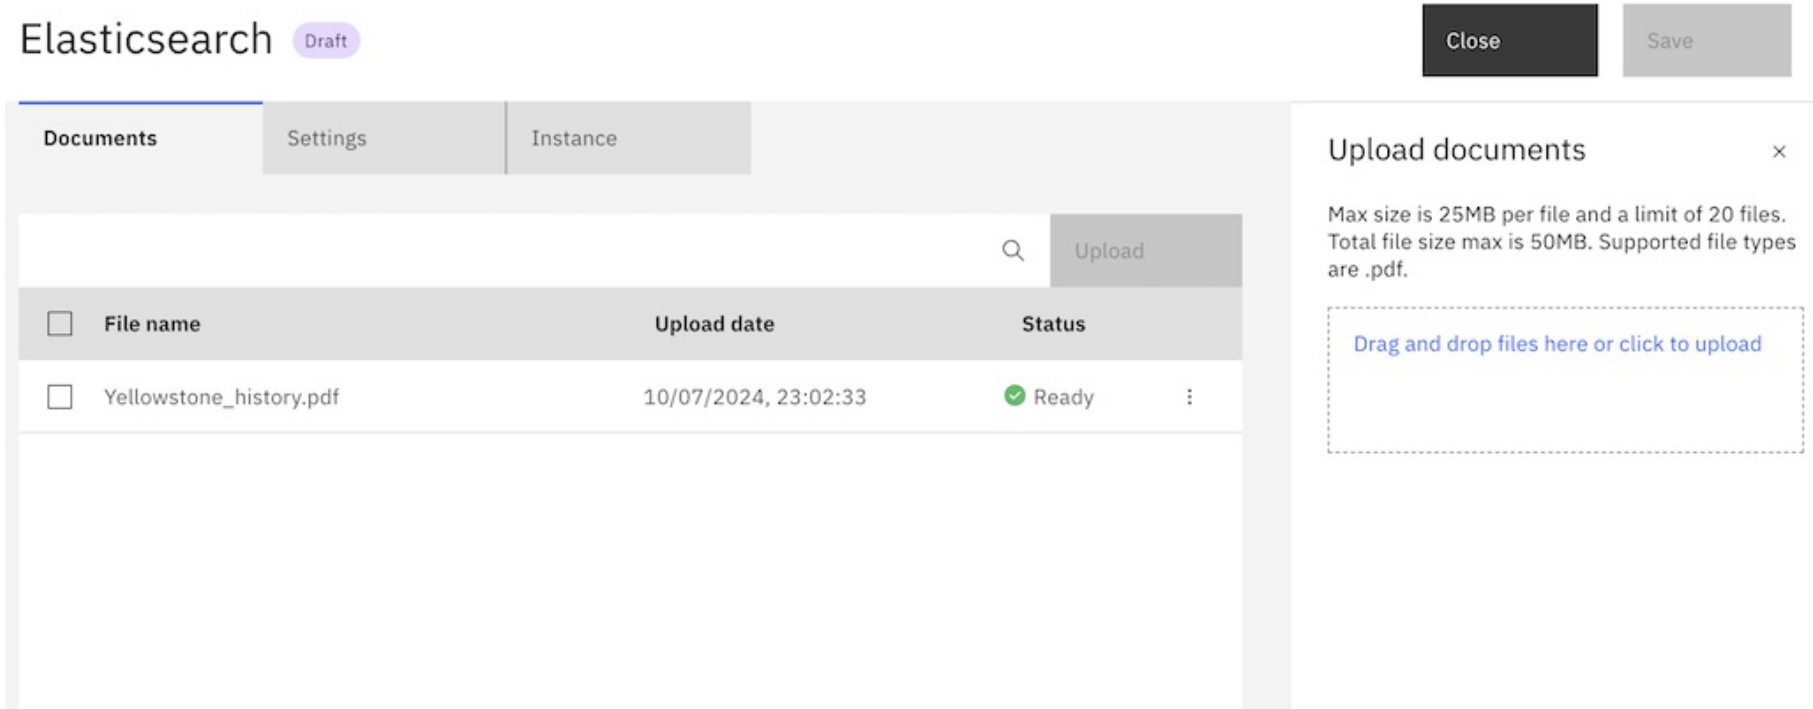 Elasticsearch Draft
Close Save
Documents Settings Instance
Upload
File name Upload date Status
Yellowstone_history.pdf 10/07/2024, 23:02:33 Ready
Upload documents
Max size is 25MB per file and a limit of 20 files.
Total file size max is 50MB. Supported file types
are .pdf.
Drag and drop files here or click to upload